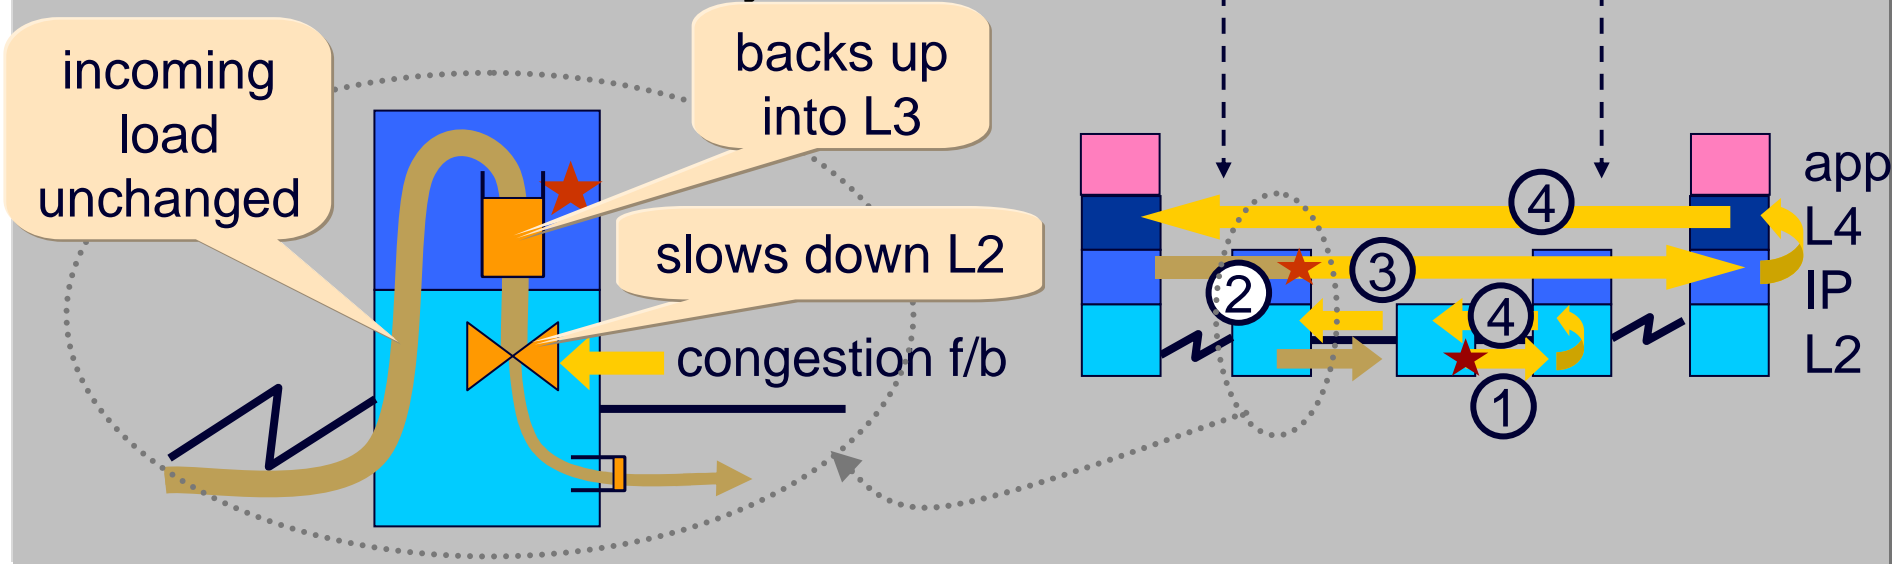 incoming
load
unchanged
backs up
into L3
slows down L2
congestion f/b
app
L4
IP
L2
4
2
3
4
1